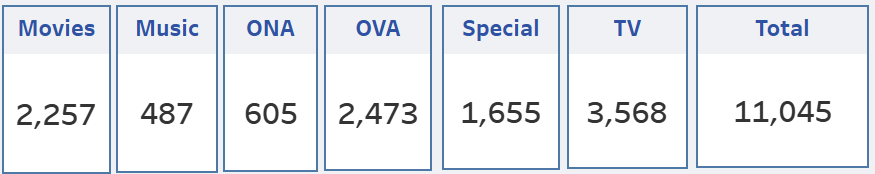 Movies Music ONA OVA Special TV Total
2,257 487 605 2,473 1,655 3,568 11,045